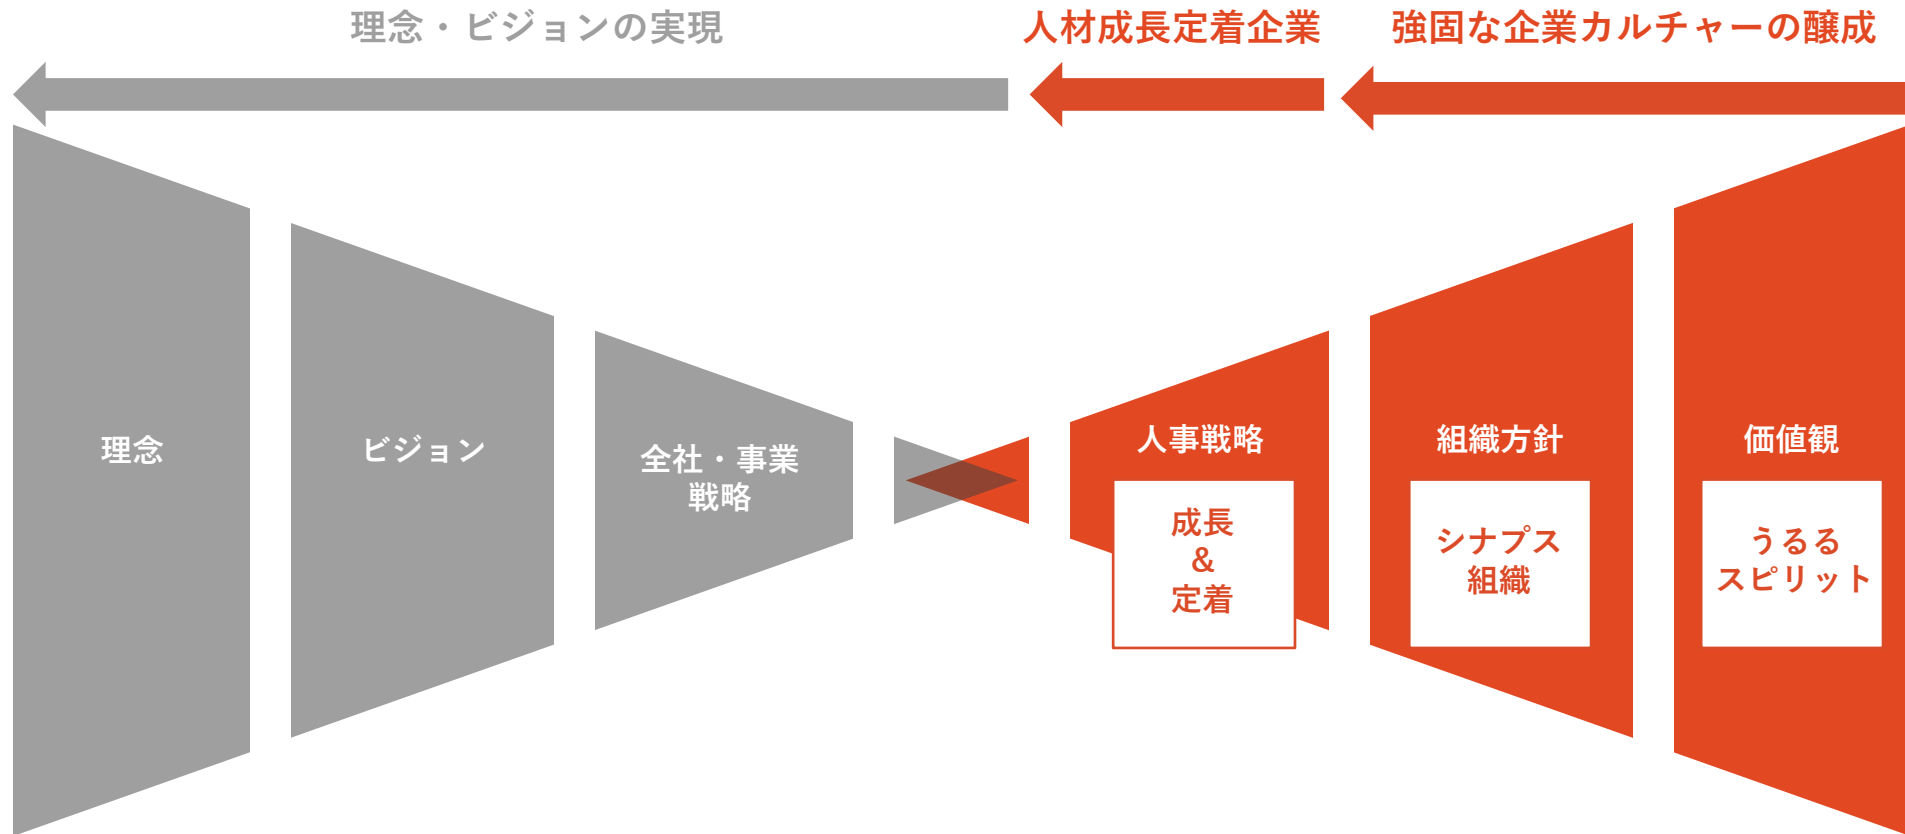 理念・ビジョンの実現
人材成長定着企業
強固な企業カルチャーの醸成
理念
ビジョン
全社・事業
戦略
人事戦略
成長
&
定着
組織方針
シナプス
組織
価値観
うるる
スピリット